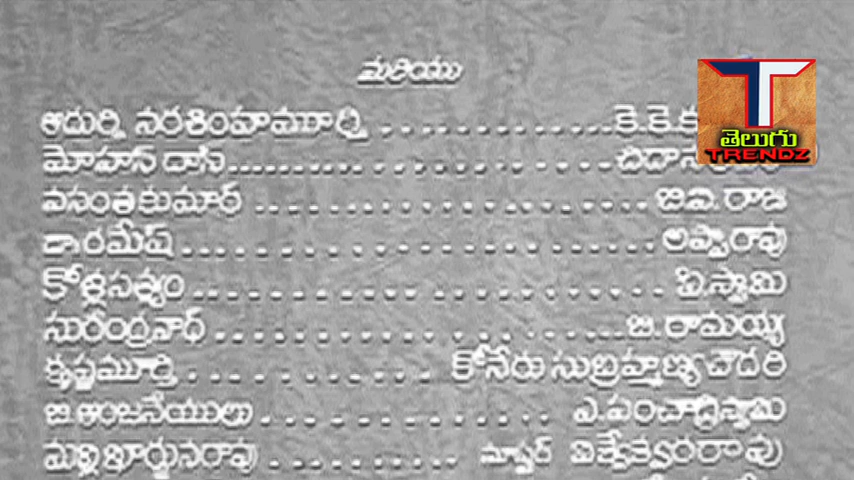 మరియు
ఆదుర్తి నరసింహమూర్తి .............. కె.కె.
మోహన్ దాస్ ..............
వసంతకుమార్ .................... జి.వి.రాజు
డా॥రమేష్ ........................ అప్పారావు
కోళ్లసత్యం ........................ ఏ.స్వామి
సురేంద్రనాథ్ .................... జి.రామయ్య
కృష్ణమూర్తి ........... కోనేరు సుబ్రహ్మణ్యచౌదరి
జి.ఆంజనేయులు ............. ఎ.పంచాద్రిస్వామి
మల్లిఖార్జునరావు .......... మాష్టర్ విశ్వేశ్వరరావు
తెలుగు
TRENDZ